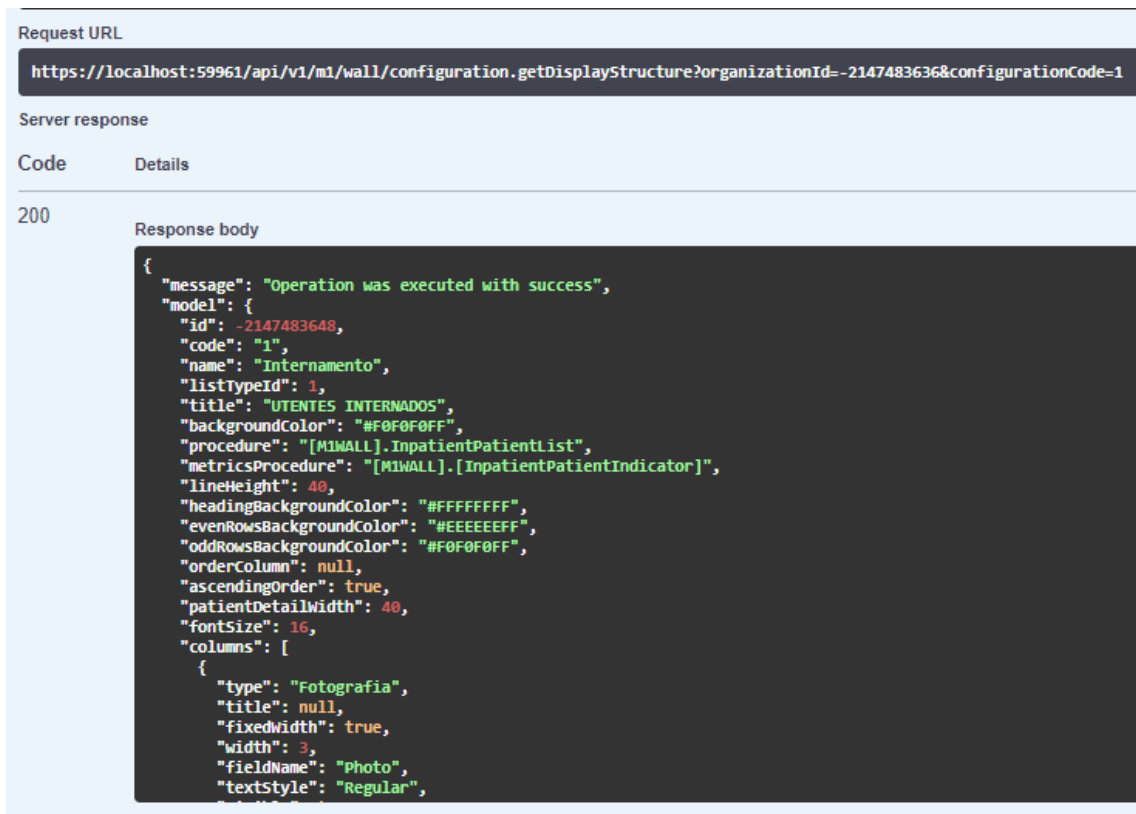 Request URL
https://localhost:59961/api/v1/m1/wall/configuration.getDisplayStructure?organizationId=-2147483636&configurationCode=1
Server response
Code Details
200
Response body
{
"message": "Operation was executed with success",
"model": {
"id": -2147483648,
"code": "1",
"name": "Internamento",
"listTypeId": 1,
"title": "UTENTES INTERNADOS",
"backgroundColor": "#F0F0F0FF",
"procedure": "[M1WALL].InpatientPatientList",
"metricsProcedure": "[M1WALL].[InpatientPatientIndicator]",
"lineHeight": 40,
"headingBackgroundColor": "#FFFFFFFF",
"evenRowsBackgroundColor": "#EEEEEEFF",
"oddRowsBackgroundColor": "#F0F0F0FF",
"orderColumn": null,
"ascendingOrder": true,
"patientDetailWidth": 40,
"fontSize": 16,
"columns": [
{
"type": "Fotografia",
"title": null,
"fixedWidth": true,
"width": 3,
"fieldName": "Photo",
"textStyle": "Regular",